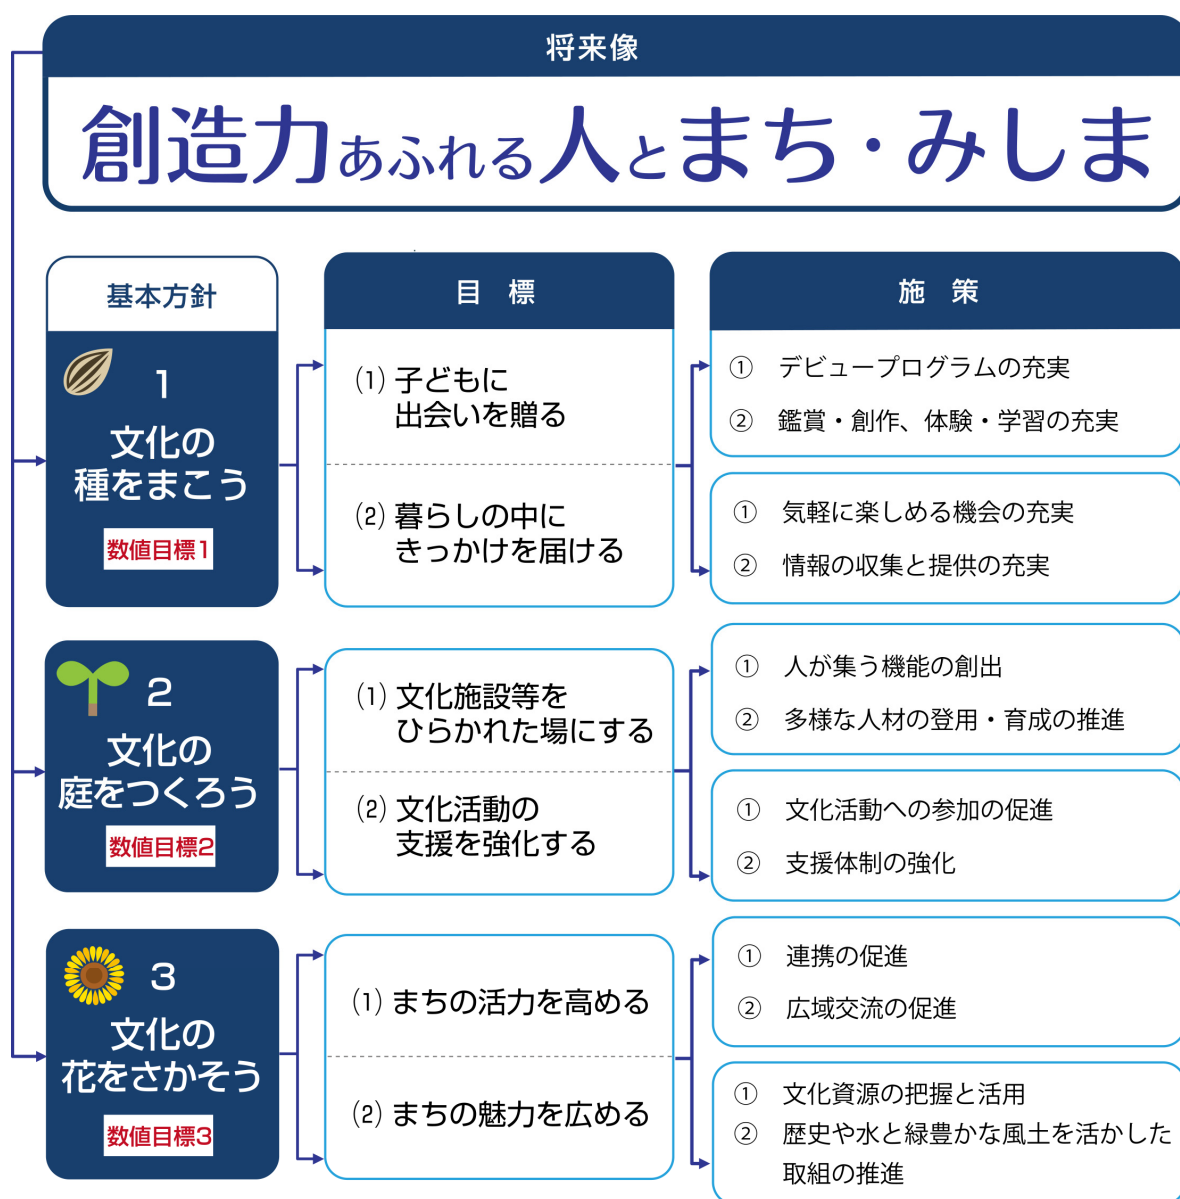 将来像
創造力あふれる人とまち・みしま
基本方針
目 標
施 策
1
文化の
種をまこう
数値目標1
(1) 子どもに
出会いを贈る
(2) 暮らしの中に
きっかけを届ける
① デビュープログラムの充実
② 鑑賞・創作、体験・学習の充実
① 気軽に楽しめる機会の充実
② 情報の収集と提供の充実
2
文化の
庭をつくろう
数値目標2
(1) 文化施設等を
ひらかれた場にする
(2) 文化活動の
支援を強化する
① 人が集う機能の創出
② 多様な人材の登用・育成の推進
① 文化活動への参加の促進
② 支援体制の強化
3
文化の
花をさかそう
数値目標3
(1) まちの活力を高める
(2) まちの魅力を広める
① 連携の促進
② 広域交流の促進
① 文化資源の把握と活用
② 歴史や水と緑豊かな風土を活かした
取組の推進